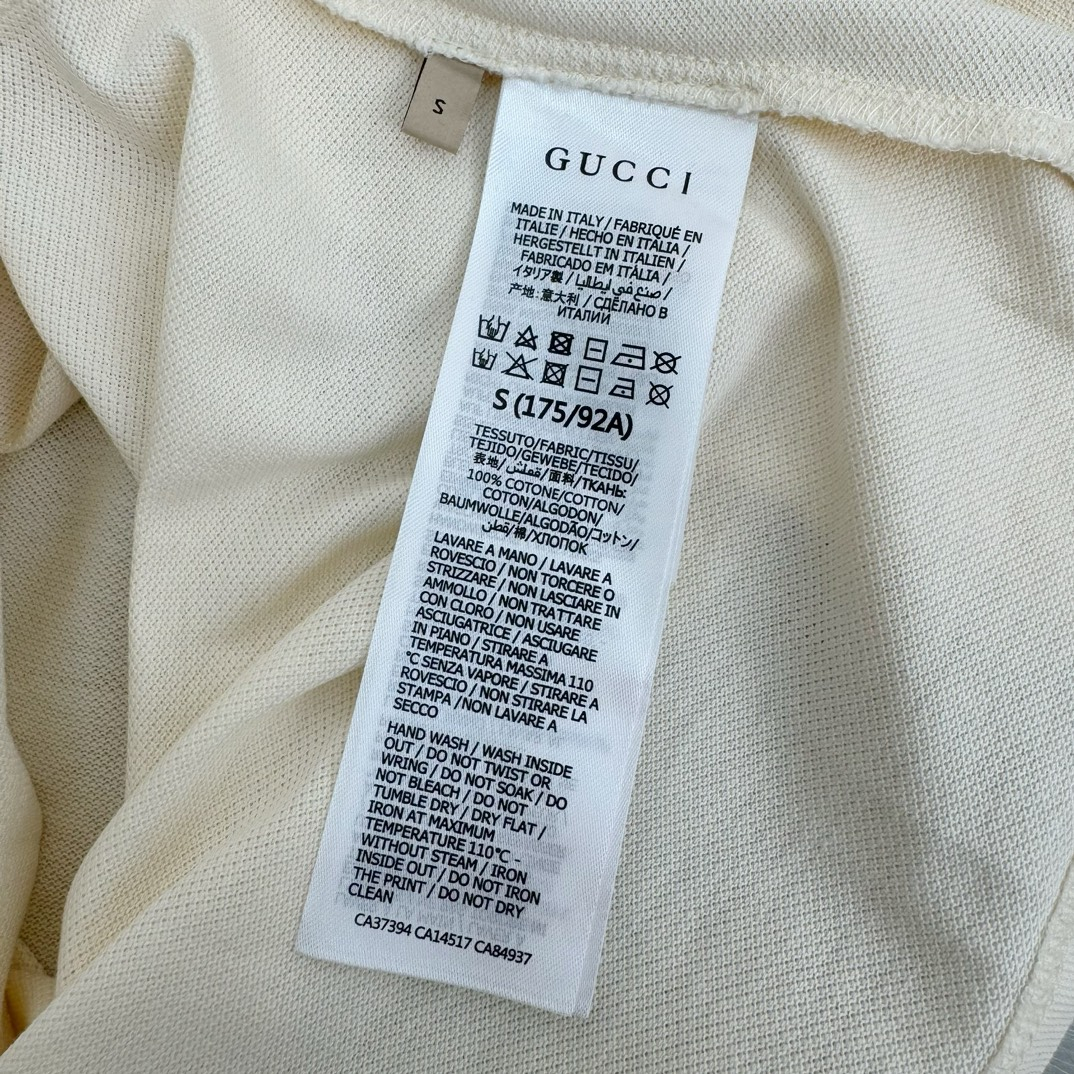 S
GUCCI
MADE IN ITALY / FABRIQUÉ EN
ITALIE / HECHO EN ITALIA /
HERGESTELLT IN ITALIEN /
FABRICADO EM ITÁLIA /
イタリア製 / صنع في ايطاليا /
产地：意大利 / СДЕЛАНО В
ИТАЛИИ
S (175/92A)
TESSUTO/FABRIC/TISSU/
TEJIDO/GEWEBE/TECIDO/
表地/قماش/面料/ТКАНЬ:
100% COTONE/COTTON/
COTON/ALGODON/
BAUMWOLLE/ALGODÃO/コットン/
قطن/棉/ХЛОПОК
LAVARE A MANO / LAVARE A
ROVESCIO / NON TORCERE O
STRIZZARE / NON LASCIARE IN
AMMOLLO / NON TRATTARE
CON CLORO / NON USARE
ASCIUGATRICE / ASCIUGARE
IN PIANO / STIRARE A
TEMPERATURA MASSIMA 110
°C SENZA VAPORE / STIRARE A
ROVESCIO / NON STIRARE LA
STAMPA / NON LAVARE A
SECCO
HAND WASH / WASH INSIDE
OUT / DO NOT TWIST OR
WRING / DO NOT SOAK / DO
NOT BLEACH / DO NOT
TUMBLE DRY / DRY FLAT /
IRON AT MAXIMUM
TEMPERATURE 110°C -
WITHOUT STEAM / IRON
INSIDE OUT / DO NOT IRON
THE PRINT / DO NOT DRY
CLEAN
CA37394 CA14517 CA84937